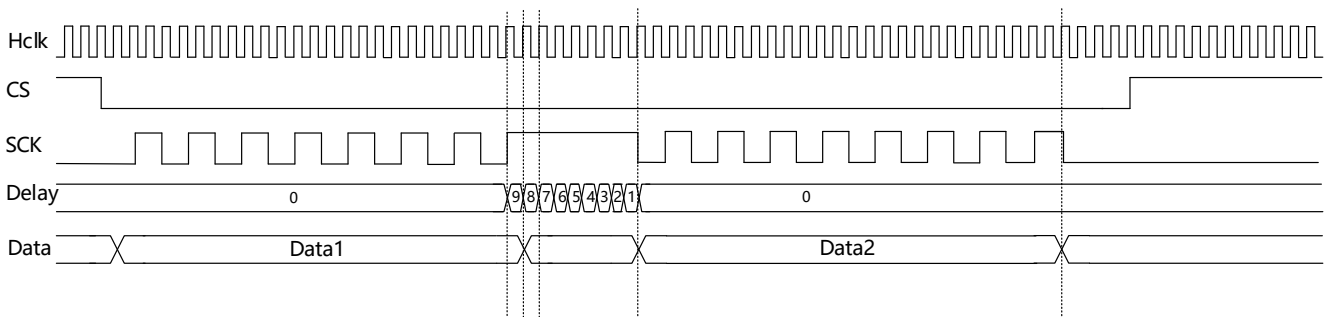 Hclk
CS
SCK
Delay 0 9 8 7 6 5 4 3 2 1 0
Data Data1 Data2